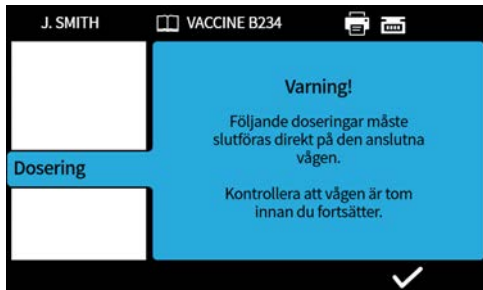 J. SMITH
VACCINE B234
Varning!
Följande doseringar måste
slutföras direkt på den anslutna
vågen.
Dosering
Kontrollera att vågen är tom
innan du fortsätter.